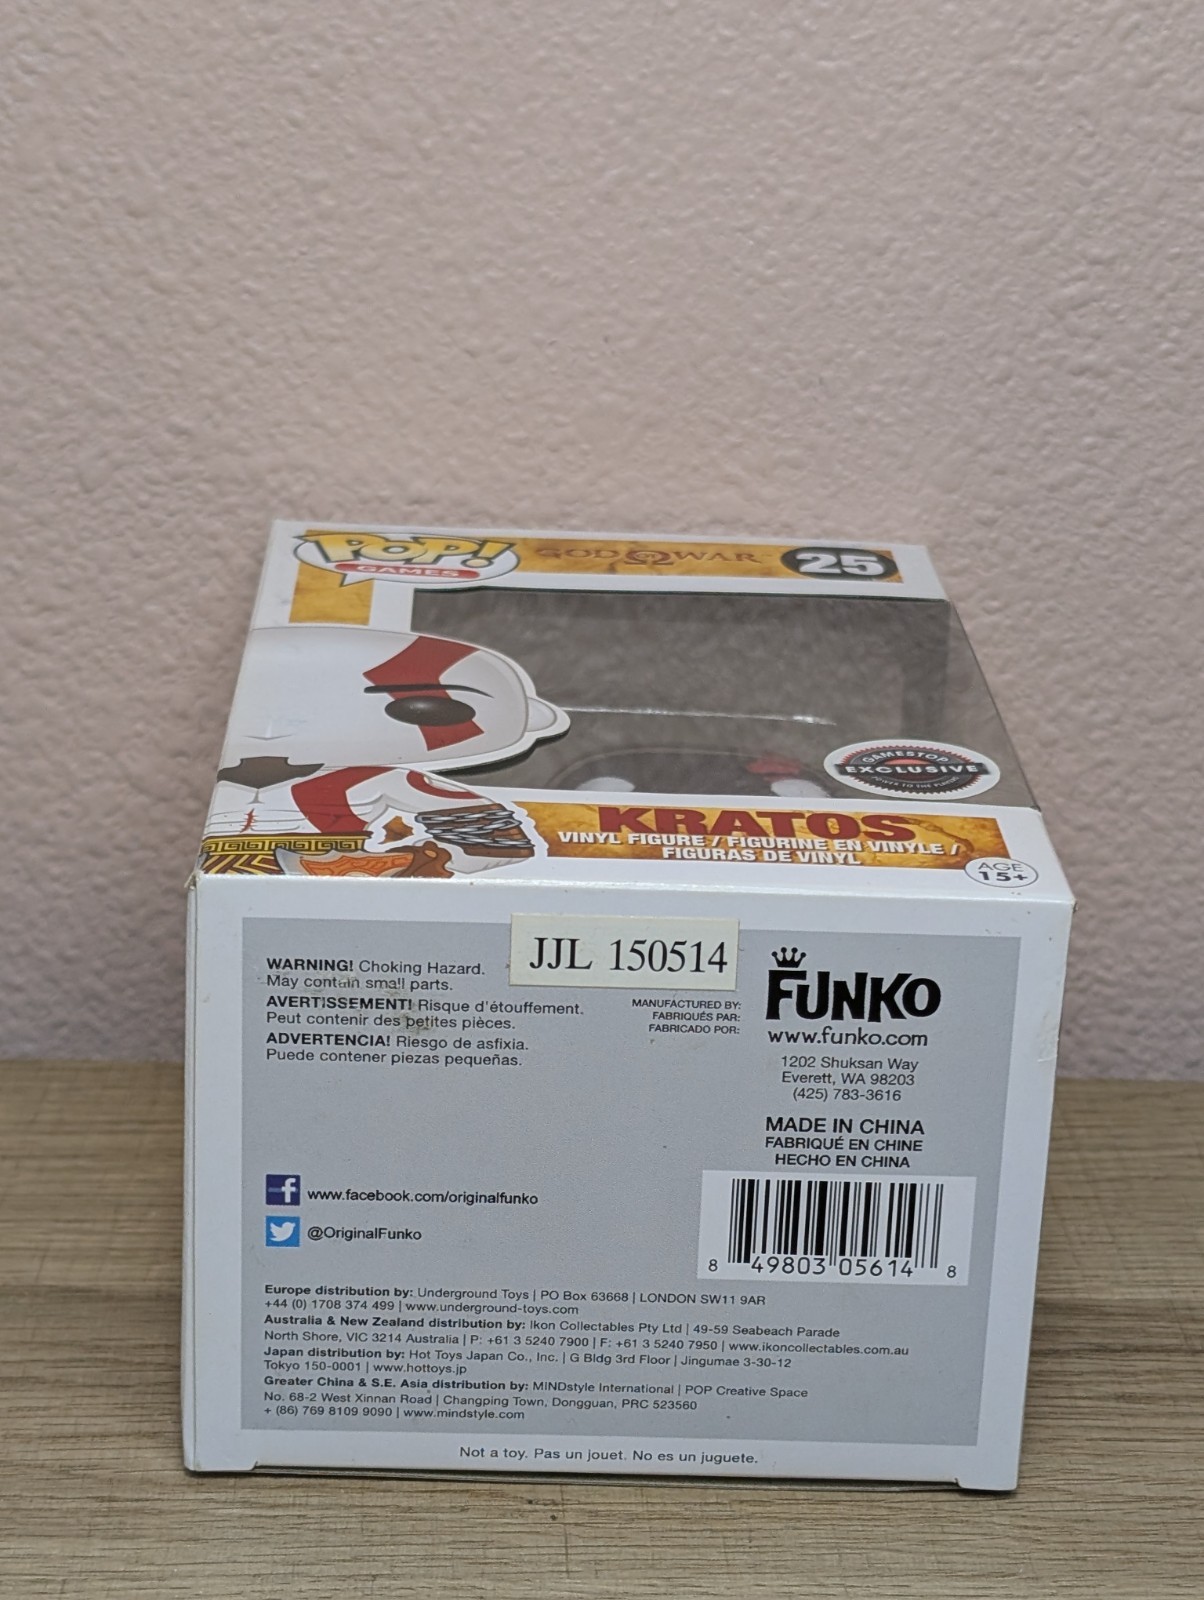 POP!
GAMES
GOD OF WAR
25
GAMESTOP
EXCLUSIVE
POWER TO THE PLAYERS
KRATOS
VINYL FIGURE / FIGURINE EN VINYLE /
FIGURAS DE VINYL
AGE
15+
JJL 150514
WARNING! Choking Hazard.
May contain small parts.
AVERTISSEMENT! Risque d'étouffement.
Peut contenir des petites pièces.
ADVERTENCIA! Riesgo de asfixia.
Puede contener piezas pequeñas.
MANUFACTURED BY:
FABRIQUÉS PAR:
FABRICADO POR:
FUNKO
www.funko.com
1202 Shuksan Way
Everett, WA 98203
(425) 783-3616
MADE IN CHINA
FABRIQUÉ EN CHINE
HECHO EN CHINA
f www.facebook.com/originalfunko
@OriginalFunko
8 49803 05614 8
Europe distribution by: Underground Toys | PO Box 63668 | LONDON SW11 9AR
+44 (0) 1708 374 499 | www.underground-toys.com
Australia & New Zealand distribution by: Ikon Collectables Pty Ltd | 49-59 Seabeach Parade
North Shore, VIC 3214 Australia | P: +61 3 5240 7900 | F: +61 3 5240 7950 | www.ikoncollectables.com.au
Japan distribution by: Hot Toys Japan Co., Inc. | G Bldg 3rd Floor | Jingumae 3-30-12
Tokyo 150-0001 | www.hottoys.jp
Greater China & S.E. Asia distribution by: MINDstyle International | POP Creative Space
No. 68-2 West Xinnan Road | Changping Town, Dongguan, PRC 523560
+ (86) 769 8109 9090 | www.mindstyle.com
Not a toy. Pas un jouet. No es un juguete.